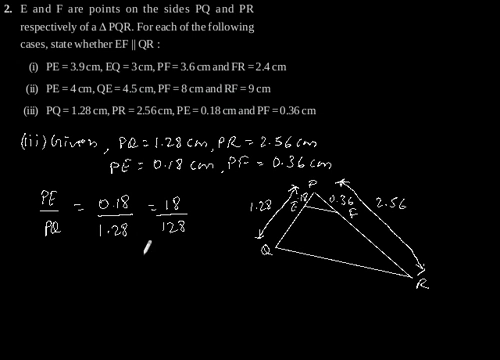 2. E and F are points on the sides PQ and PR
respectively of a Δ PQR. For each of the following
cases, state whether EF || QR :
(i) PE = 3.9 cm, EQ = 3 cm, PF = 3.6 cm and FR = 2.4 cm
(ii) PE = 4 cm, QE = 4.5 cm, PF = 8 cm and RF = 9 cm
(iii) PQ = 1.28 cm, PR = 2.56 cm, PE = 0.18 cm and PF = 0.36 cm
(iii) Given, PQ = 1.28 cm, PR = 2.56 cm
PE = 0.18 cm, PF = 0.36 cm
PE/PQ = 0.18/1.28 = 18/128
P
1.28 .18 0.36 2.56
E F
Q
R